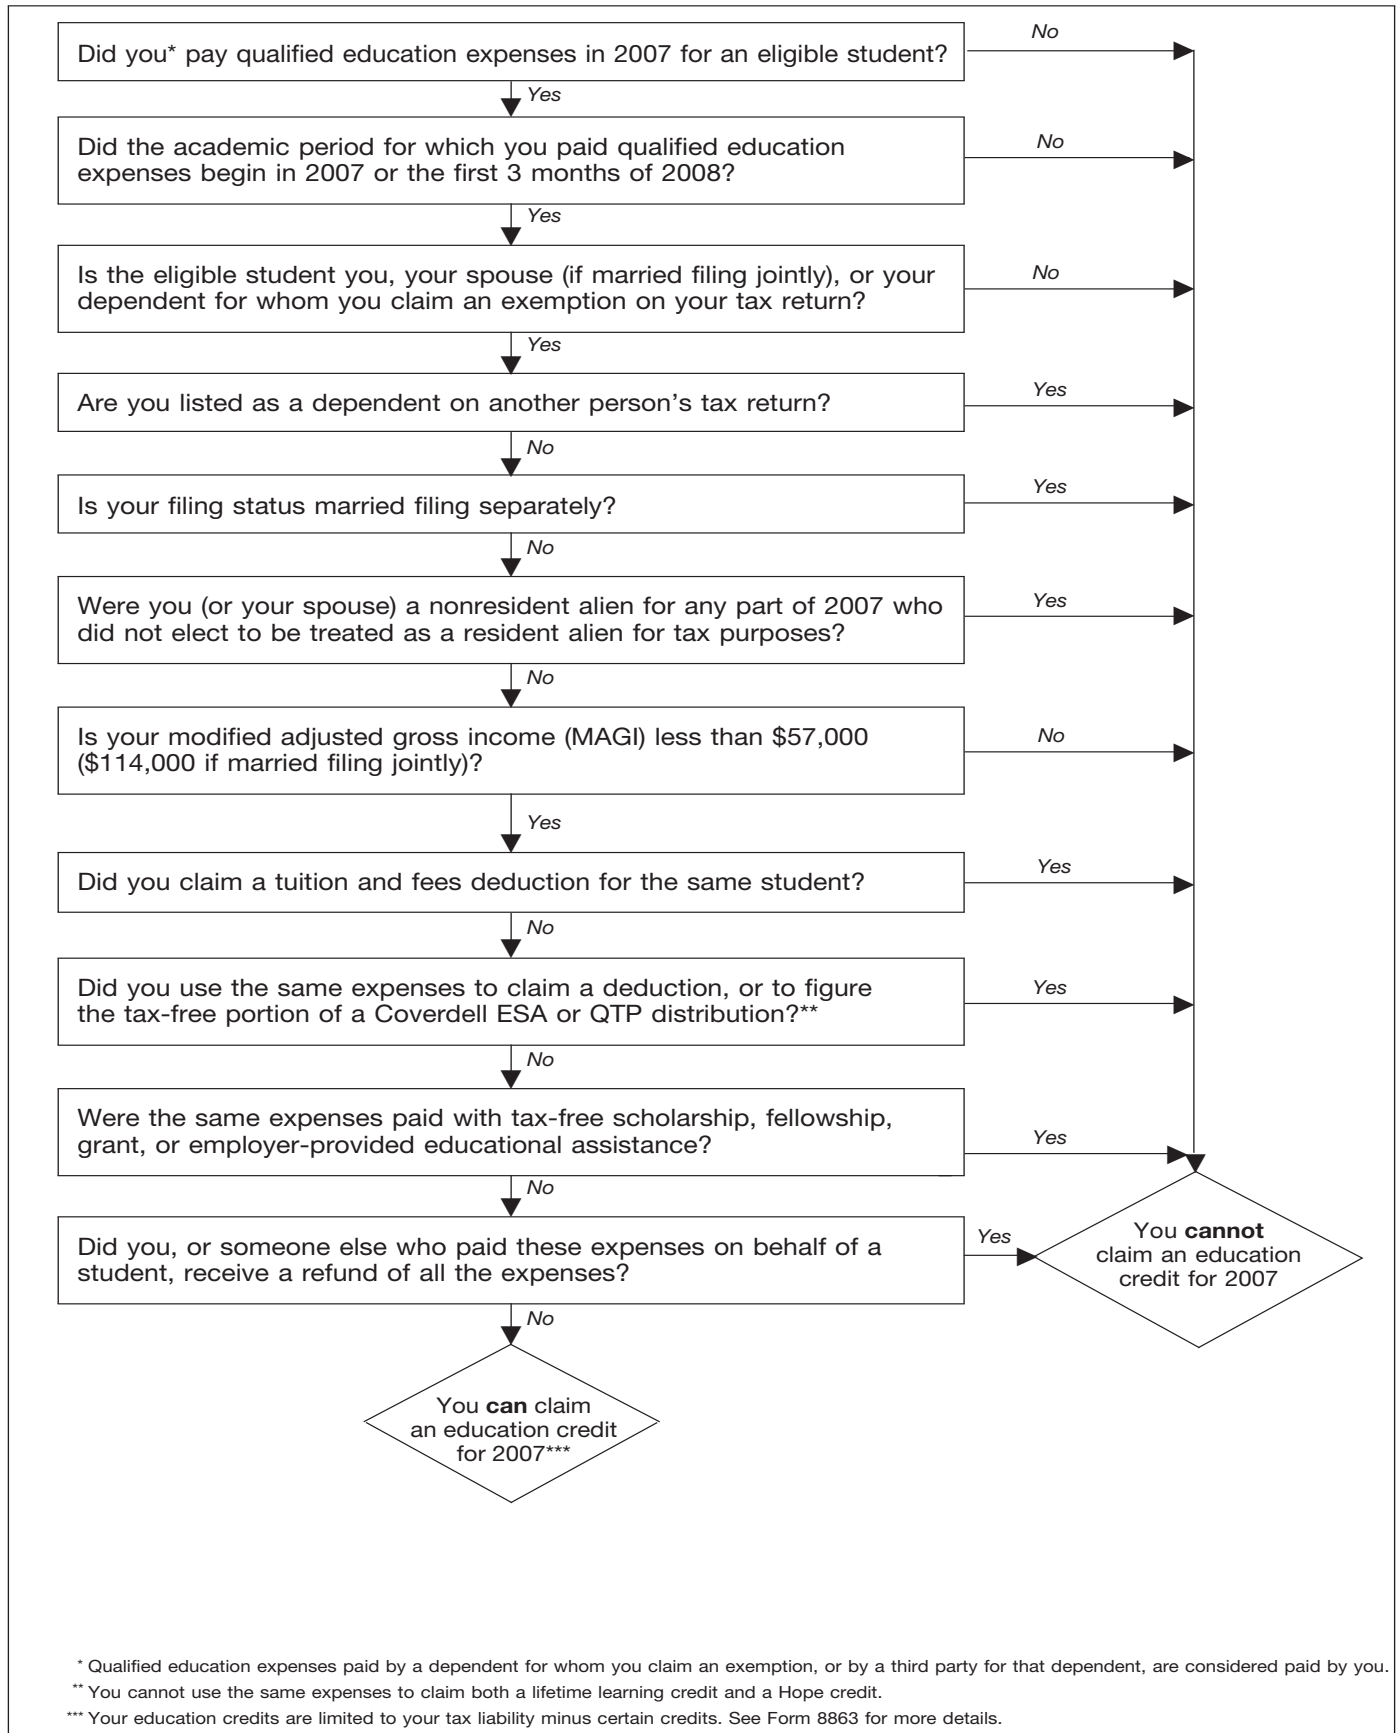 Did you* pay qualified education expenses in 2007 for an eligible student?
No
Yes
Did the academic period for which you paid qualified education
expenses begin in 2007 or the first 3 months of 2008?
No
Yes
Is the eligible student you, your spouse (if married filing jointly), or your
dependent for whom you claim an exemption on your tax return?
No
Yes
Are you listed as a dependent on another person's tax return?
Yes
No
Is your filing status married filing separately?
Yes
No
Were you (or your spouse) a nonresident alien for any part of 2007 who
did not elect to be treated as a resident alien for tax purposes?
Yes
No
Is your modified adjusted gross income (MAGI) less than $57,000
($114,000 if married filing jointly)?
No
Yes
Did you claim a tuition and fees deduction for the same student?
Yes
No
Did you use the same expenses to claim a deduction, or to figure
the tax-free portion of a Coverdell ESA or QTP distribution?**
Yes
No
Were the same expenses paid with tax-free scholarship, fellowship,
grant, or employer-provided educational assistance?
Yes
No
Did you, or someone else who paid these expenses on behalf of a
student, receive a refund of all the expenses?
Yes
You cannot
claim an education
credit for 2007
No
You can claim
an education credit
for 2007***
* Qualified education expenses paid by a dependent for whom you claim an exemption, or by a third party for that dependent, are considered paid by you.
** You cannot use the same expenses to claim both a lifetime learning credit and a Hope credit.
*** Your education credits are limited to your tax liability minus certain credits. See Form 8863 for more details.